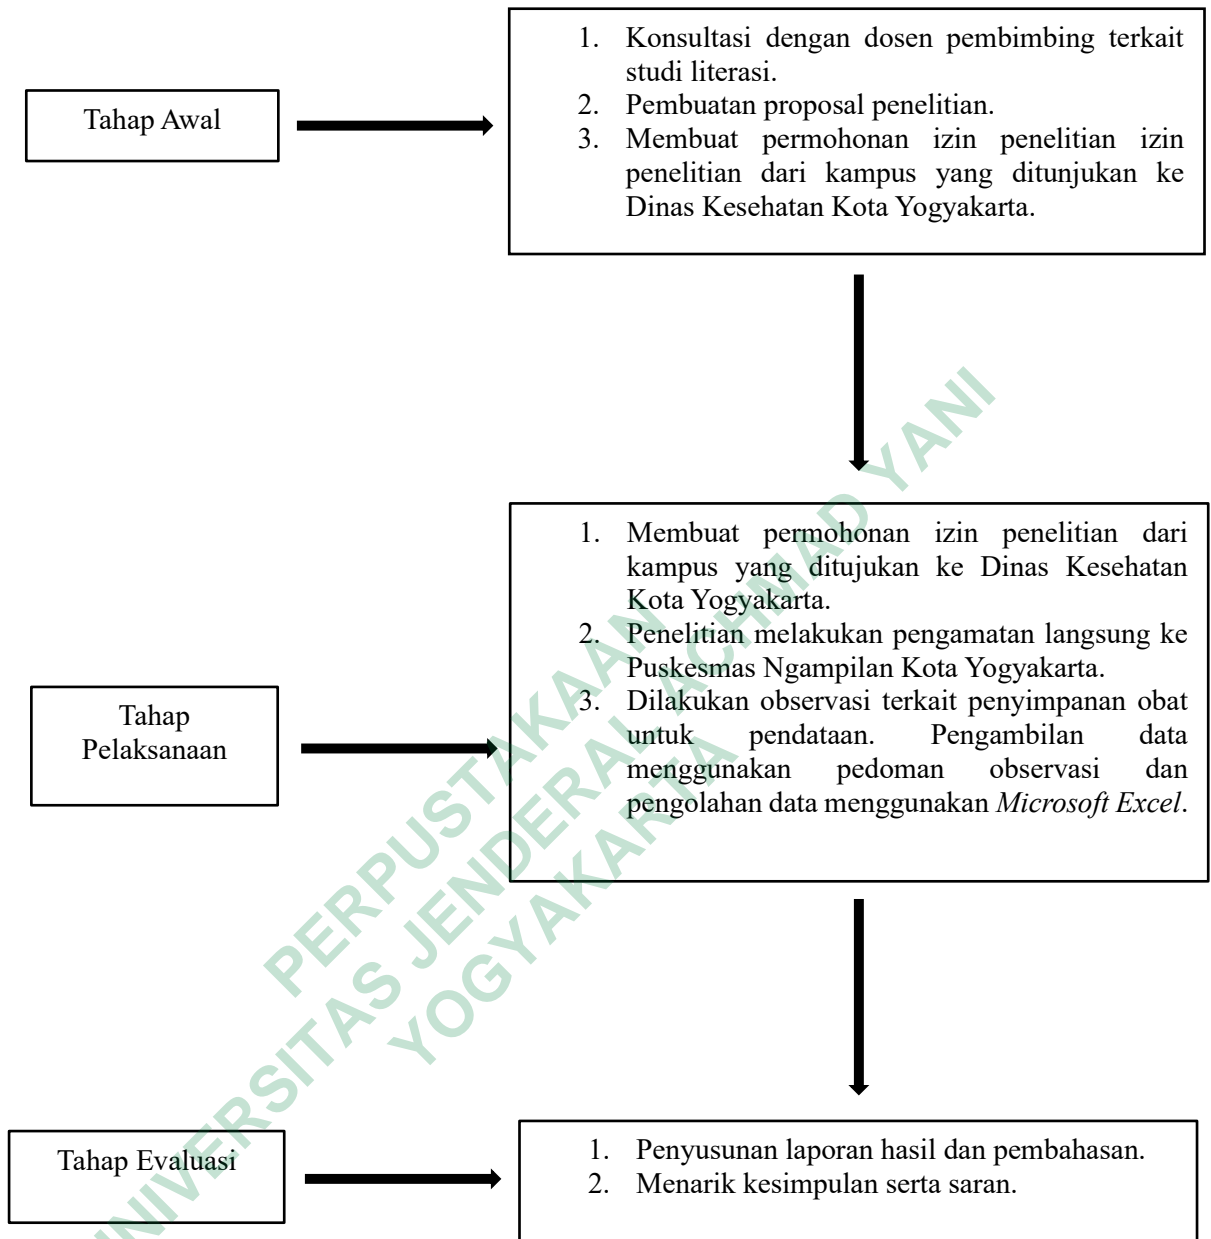 Tahap Awal
1. Konsultasi dengan dosen pembimbing terkait
studi literasi.
2. Pembuatan proposal penelitian.
3. Membuat permohonan izin penelitian izin
penelitian dari kampus yang ditunjukan ke
Dinas Kesehatan Kota Yogyakarta.
Tahap
Pelaksanaan
1. Membuat permohonan izin penelitian dari
kampus yang ditujukan ke Dinas Kesehatan
Kota Yogyakarta.
2. Penelitian melakukan pengamatan langsung ke
Puskesmas Ngampilan Kota Yogyakarta.
3. Dilakukan observasi terkait penyimpanan obat
untuk pendataan. Pengambilan data
menggunakan pedoman observasi dan
pengolahan data menggunakan Microsoft Excel.
Tahap Evaluasi
1. Penyusunan laporan hasil dan pembahasan.
2. Menarik kesimpulan serta saran.
PERPUSTAKAAN
UNIVERSITAS JENDERAL ACHMAD YANI
YOGYAKARTA